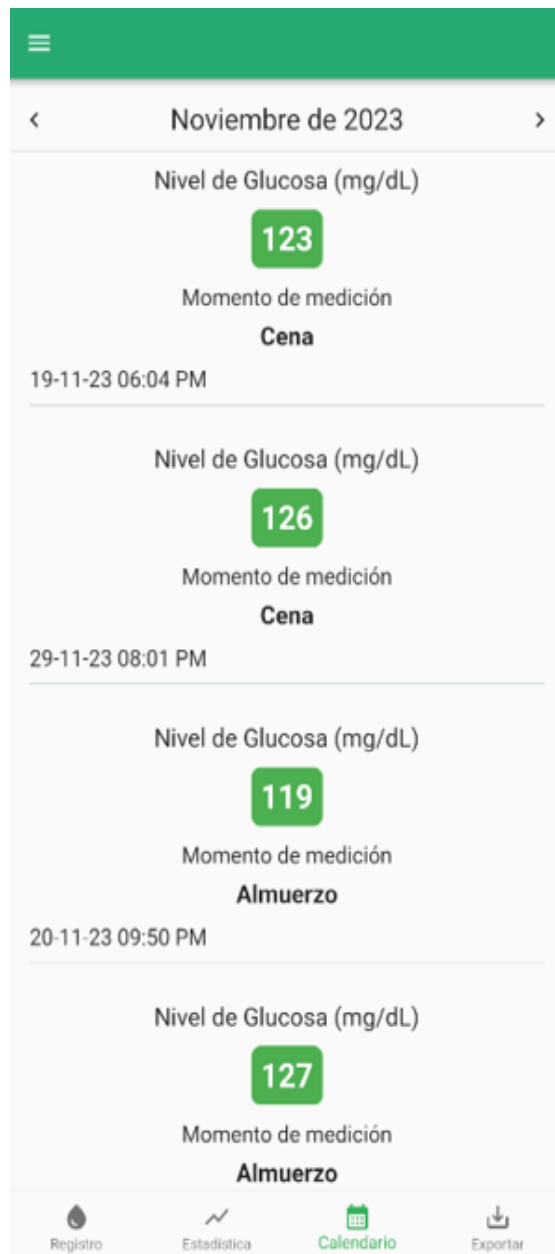 Noviembre de 2023
Nivel de Glucosa (mg/dL)
123
Momento de medición
Cena
19-11-23 06:04 PM
Nivel de Glucosa (mg/dL)
126
Momento de medición
Cena
29-11-23 08:01 PM
Nivel de Glucosa (mg/dL)
119
Momento de medición
Almuerzo
20-11-23 09:50 PM
Nivel de Glucosa (mg/dL)
127
Momento de medición
Almuerzo
Registro Estadística Calendario Exportar